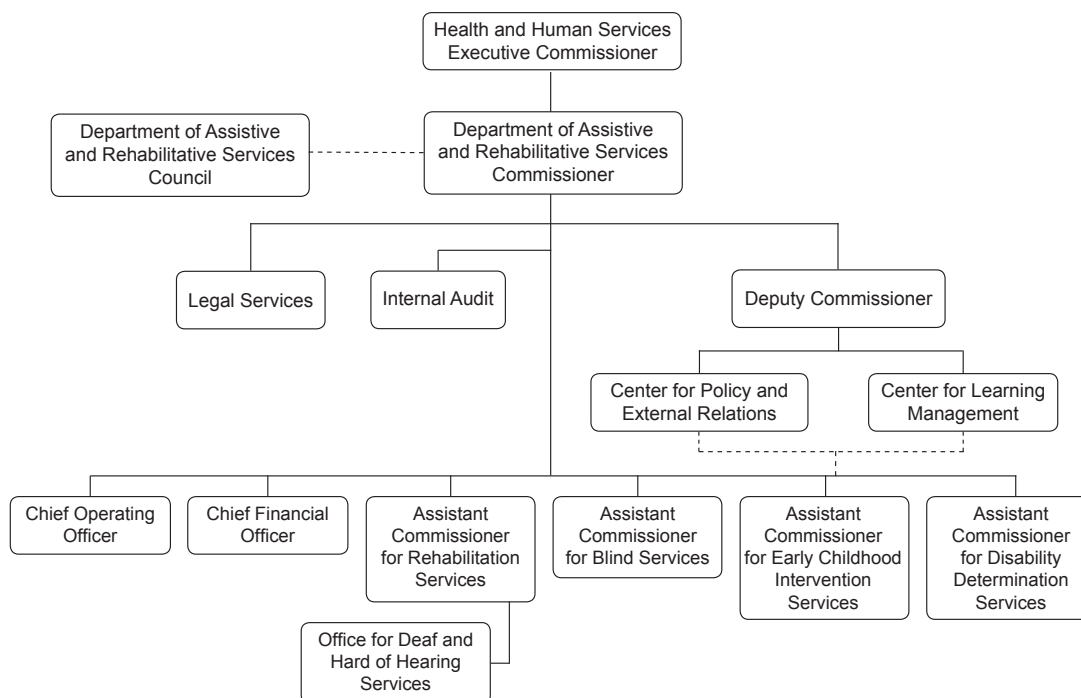 Health and Human Services
Executive Commissioner
Department of Assistive
and Rehabilitative Services
Council
Department of Assistive
and Rehabilitative Services
Commissioner
Legal Services
Internal Audit
Deputy Commissioner
Center for Policy and
External Relations
Center for Learning
Management
Chief Operating
Officer
Chief Financial
Officer
Assistant
Commissioner
for Rehabilitation
Services
Assistant
Commissioner
for Blind Services
Assistant
Commissioner
for Early Childhood
Intervention
Services
Assistant
Commissioner
for Disability
Determination
Services
Office for Deaf and
Hard of Hearing
Services